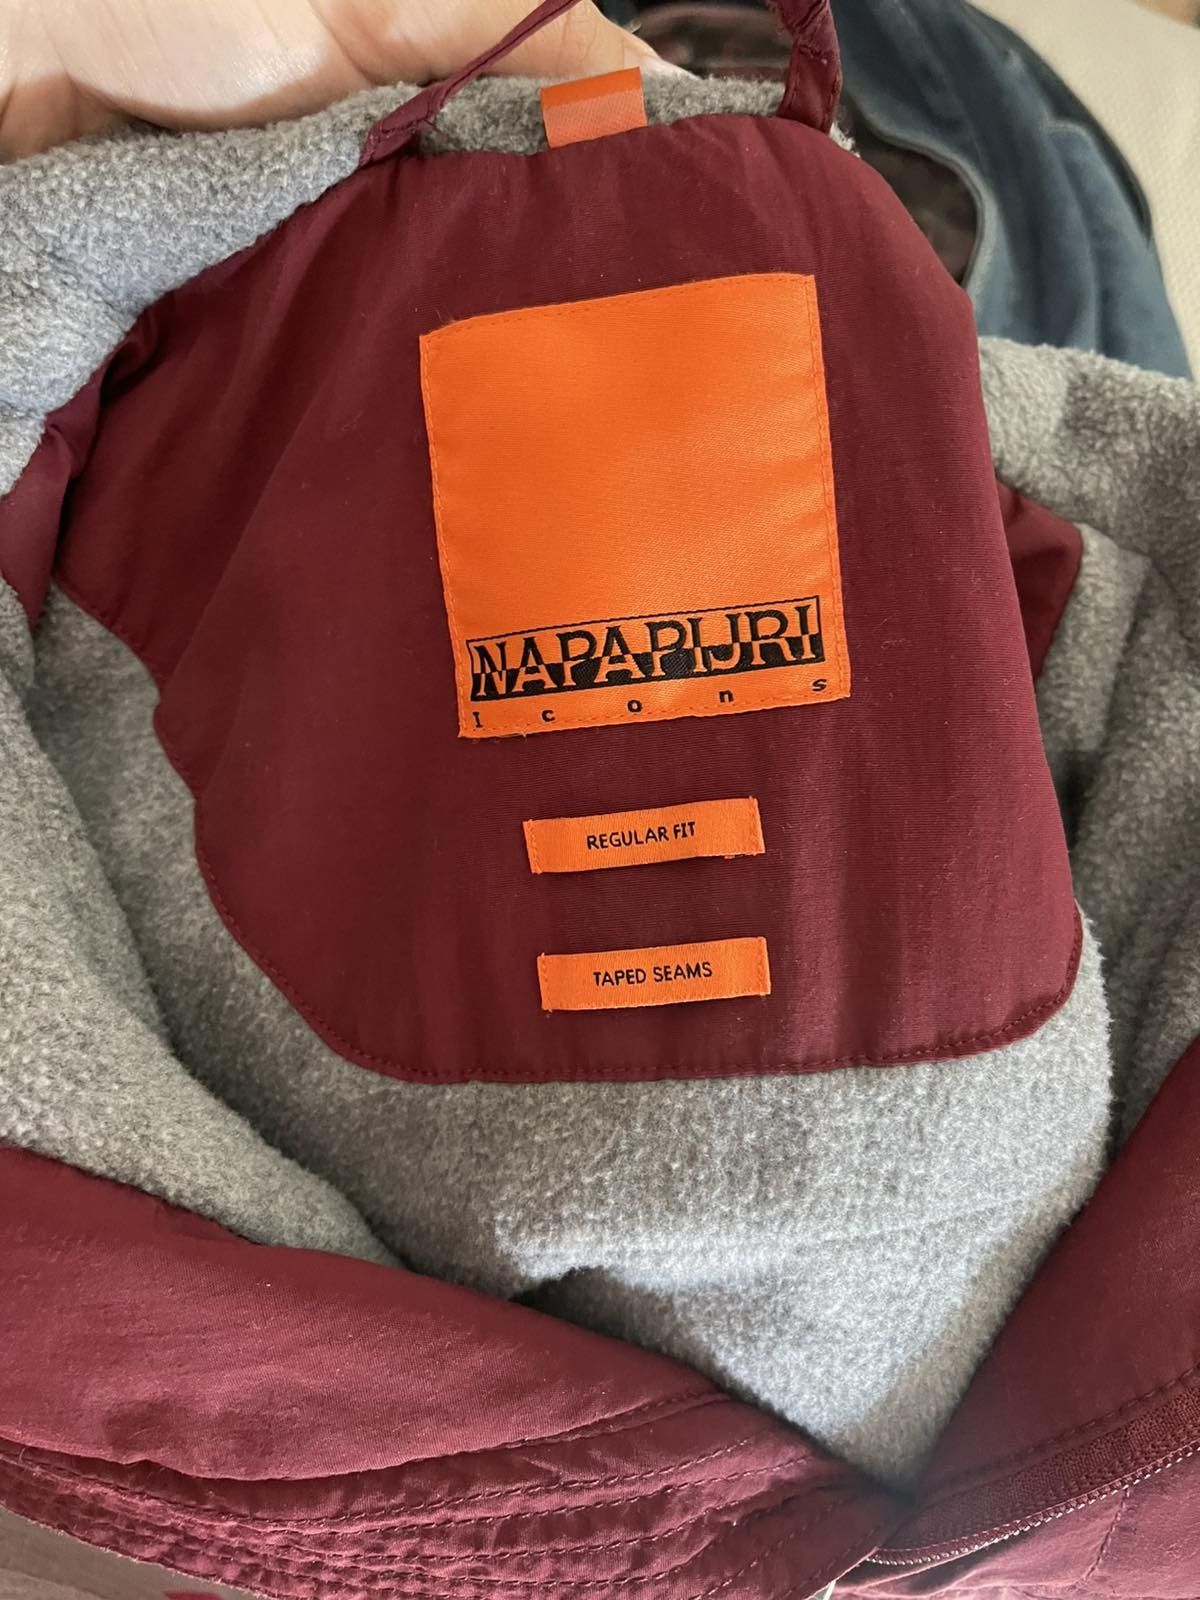 NAPAPIJRI
Icons
REGULAR FIT
TAPED SEAMS